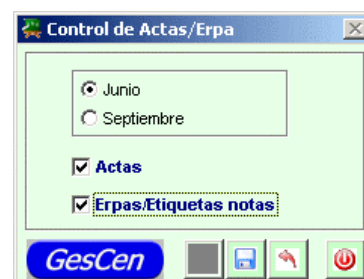 Control de Actas/Erpa
Junio
Septiembre
Actas
Erpas/Etiquetas notas
GesCen